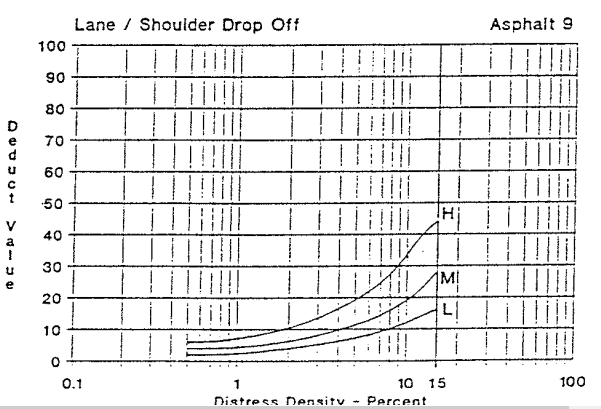 Lane / Shoulder Drop Off
Asphalt 9
100
90
80
70
60
50
40
30
20
10
0
Deduct Value
H
M
L
0.1
1
10
15
100
Distress Density - Percent